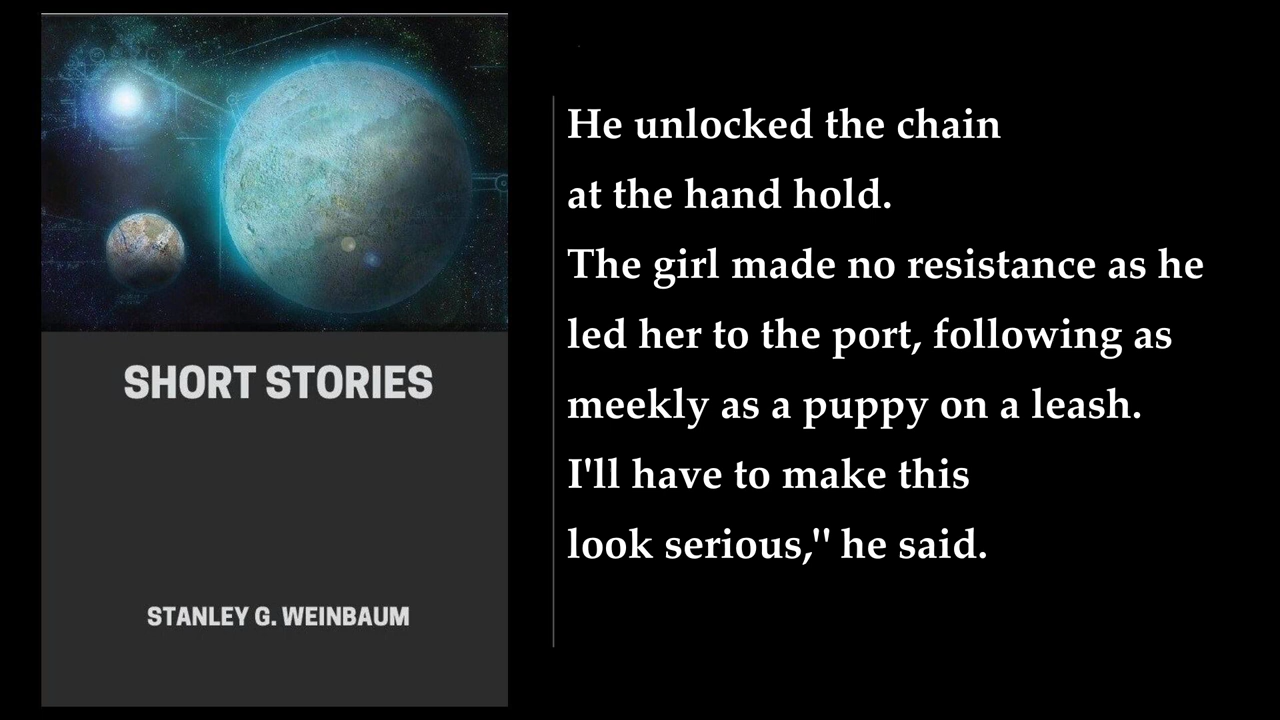 SHORT STORIES
STANLEY G. WEINBAUM
He unlocked the chain
at the hand hold.
The girl made no resistance as he
led her to the port, following as
meekly as a puppy on a leash.
I'll have to make this
look serious," he said.